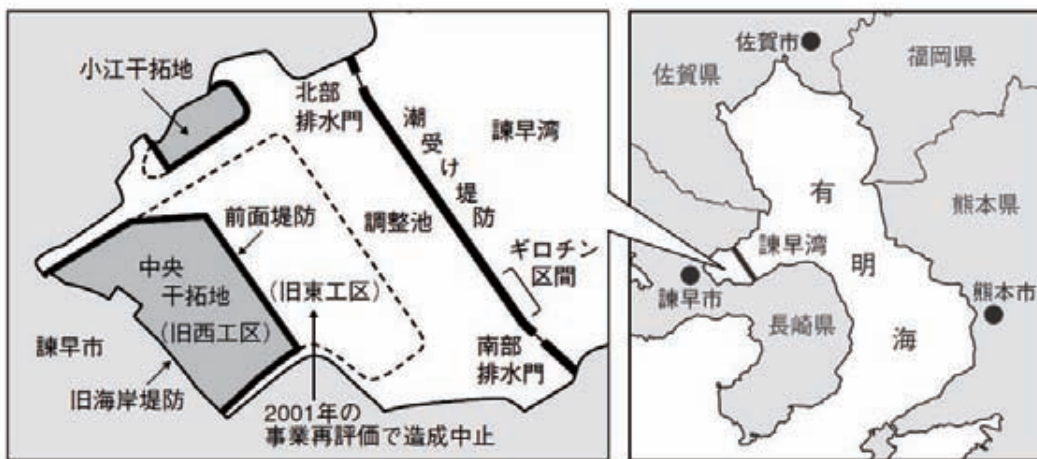 小江干拓地
北部
排水門
潮受け堤防
諫早湾
前面堤防
調整池
中央
干拓地
(旧西工区)
(旧東工区)
ギロチン
区間
諫早市
旧海岸堤防
南部
排水門
2001年の
事業再評価で造成中止
佐賀市
佐賀県
福岡県
有明海
熊本県
諫早湾
諫早市
長崎県
熊本市